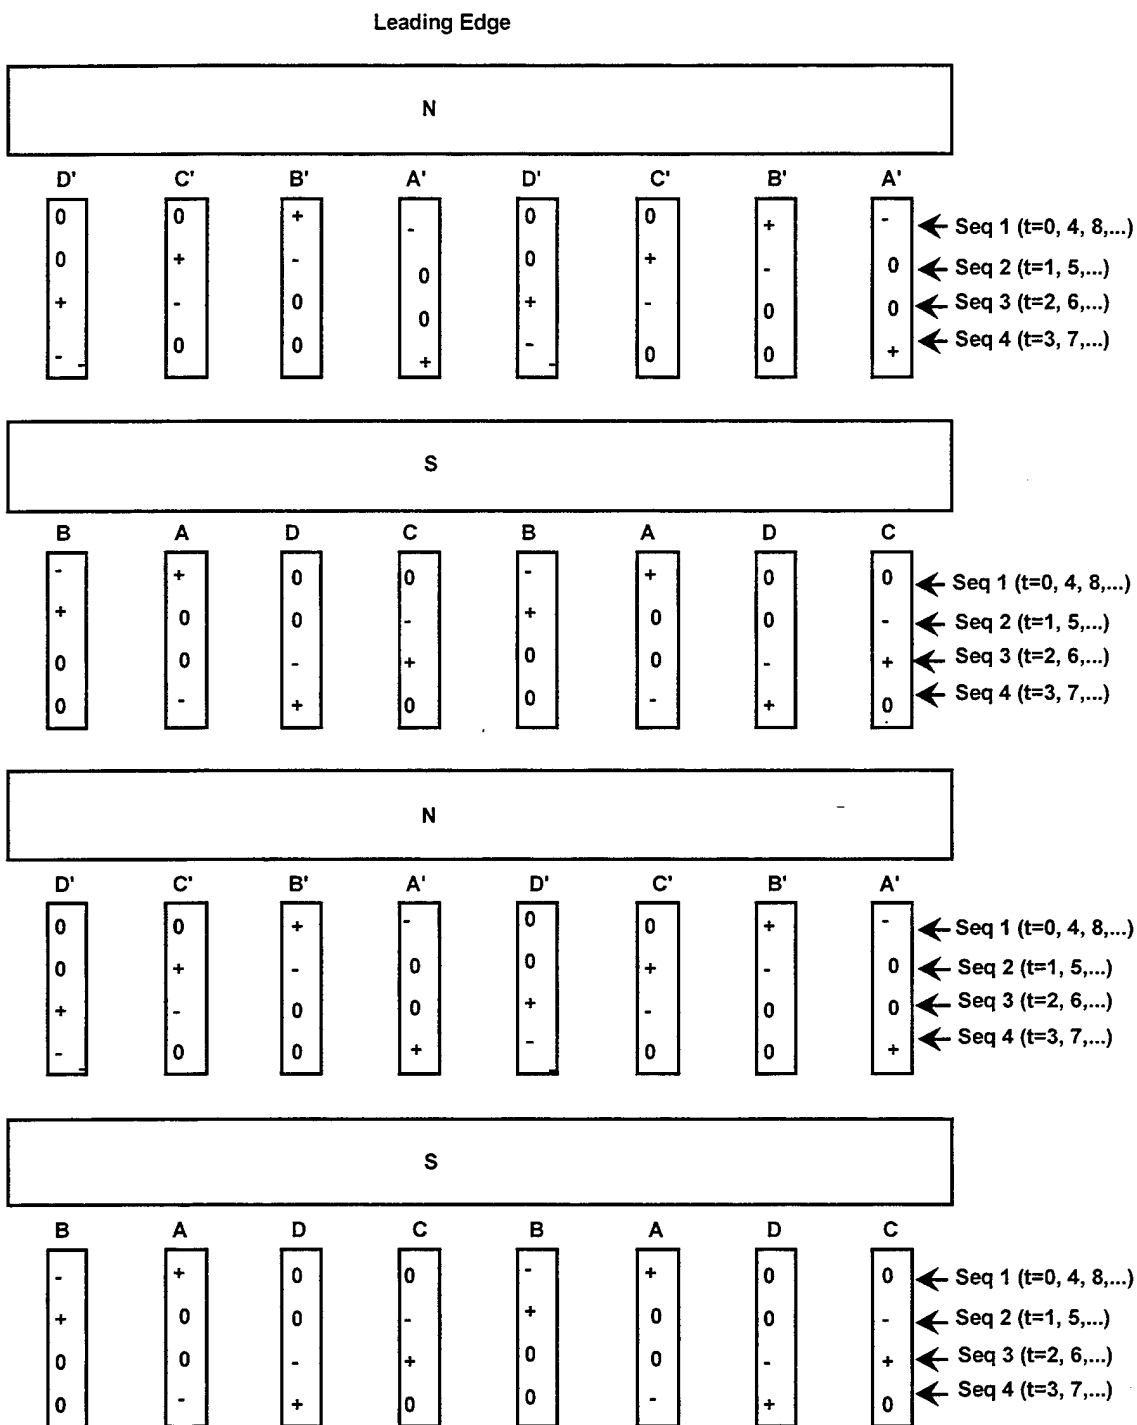 Leading Edge
N
D' C' B' A' D' C' B' A'
0 0 + - 0 0 + - Seq 1 (t=0, 4, 8,...)
0 + - 0 0 + - 0 Seq 2 (t=1, 5,...)
+ - 0 0 + - 0 0 Seq 3 (t=2, 6,...)
- 0 0 + - 0 0 + Seq 4 (t=3, 7,...)
S
B A D C B A D C
- + 0 0 - + 0 0 Seq 1 (t=0, 4, 8,...)
+ 0 0 - + 0 0 - Seq 2 (t=1, 5,...)
0 0 - + 0 0 - + Seq 3 (t=2, 6,...)
0 - + 0 0 - + 0 Seq 4 (t=3, 7,...)
N
D' C' B' A' D' C' B' A'
0 0 + - 0 0 + - Seq 1 (t=0, 4, 8,...)
0 + - 0 0 + - 0 Seq 2 (t=1, 5,...)
+ - 0 0 + - 0 0 Seq 3 (t=2, 6,...)
- 0 0 + - 0 0 + Seq 4 (t=3, 7,...)
S
B A D C B A D C
- + 0 0 - + 0 0 Seq 1 (t=0, 4, 8,...)
+ 0 0 - + 0 0 - Seq 2 (t=1, 5,...)
0 0 - + 0 0 - + Seq 3 (t=2, 6,...)
0 - + 0 0 - + 0 Seq 4 (t=3, 7,...)